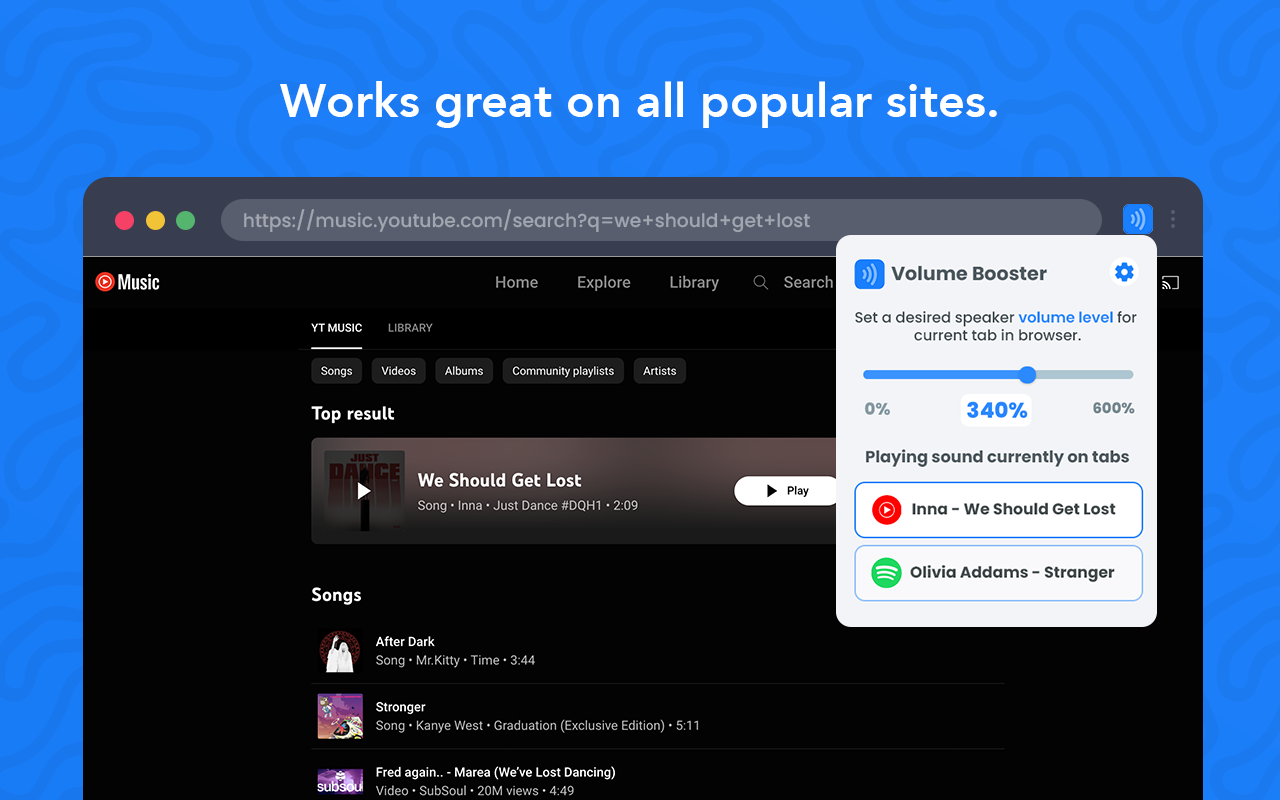 Works great on all popular sites.
https://music.youtube.com/search?q=we+should+get+lost
Music
Home
Explore
Library
Search
YT MUSIC
LIBRARY
Songs
Videos
Albums
Community playlists
Artists
Top result
JUST
DANCE
We Should Get Lost
Song • Inna • Just Dance #DQH1 • 2:09
Play
Songs
After Dark
Song • Mr.Kitty • Time • 3:44
Stronger
Song • Kanye West • Graduation (Exclusive Edition) • 5:11
subsoul
Fred again.. - Marea (We’ve Lost Dancing)
Video • SubSoul • 20M views • 4:49
Volume Booster
Set a desired speaker volume level for
current tab in browser.
0%
340%
600%
Playing sound currently on tabs
Inna - We Should Get Lost
Olivia Addams - Stranger